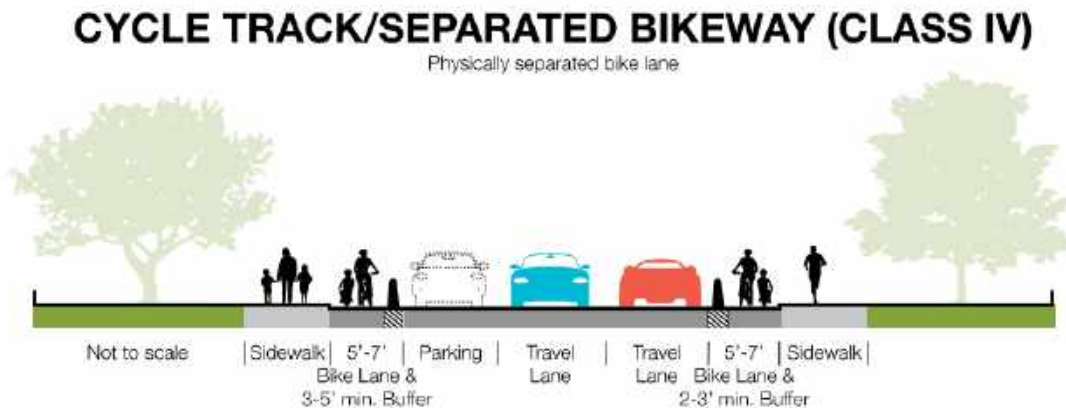 CYCLE TRACK/SEPARATED BIKEWAY (CLASS IV)
Physically separated bike lane
Not to scale
Sidewalk
5'-7'
Bike Lane &
3-5' min. Buffer
Parking
Travel
Lane
Travel
Lane
5'-7'
Bike Lane &
2-3' min. Buffer
Sidewalk